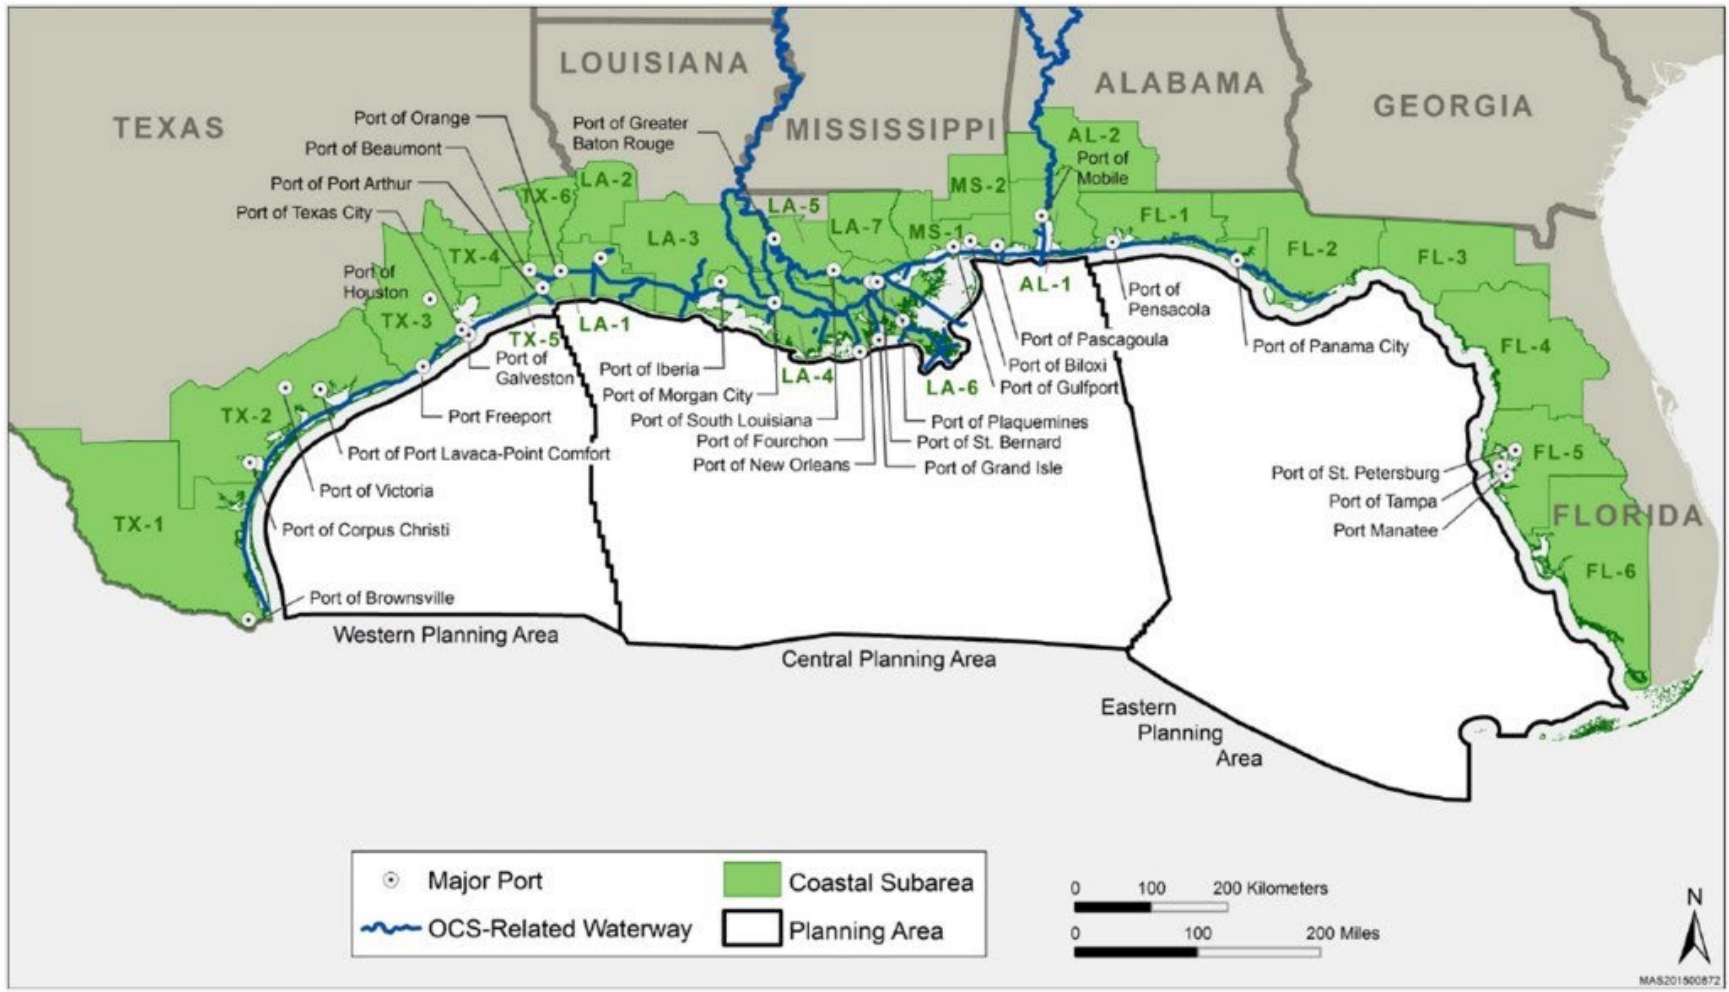 LOUISIANA
ALABAMA
TEXAS
MISSISSIPPI
GEORGIA
FLORIDA
Port of Orange
Port of Beaumont
Port of Port Arthur
Port of Texas City
Port of Greater
Baton Rouge
Port of
Houston
Port of
Mobile
TX-6
LA-2
TX-4
LA-3
LA-5
LA-7
MS-1
MS-2
AL-2
FL-1
FL-2
FL-3
TX-3
TX-5
LA-1
AL-1
LA-4
LA-6
FL-4
TX-2
FL-5
TX-1
FL-6
Port of
Galveston
Port Freeport
Port of Port Lavaca-Point Comfort
Port of Victoria
Port of Corpus Christi
Port of Brownsville
Port of Iberia
Port of Morgan City
Port of South Louisiana
Port of Fourchon
Port of New Orleans
Port of Plaquemines
Port of St. Bernard
Port of Grand Isle
Port of Pascagoula
Port of Biloxi
Port of Gulfport
Port of
Pensacola
Port of Panama City
Port of St. Petersburg
Port of Tampa
Port Manatee
Western Planning Area
Central Planning Area
Eastern
Planning
Area
Major Port
Coastal Subarea
OCS-Related Waterway
Planning Area
0 100 200 Kilometers
0 100 200 Miles
N
MAS201500872